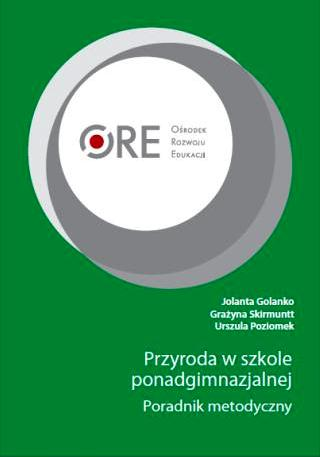 ORE
Ośrodek
Rozwoju
Edukacji
Jolanta Golanko
Grażyna Skirmuntt
Urszula Poziomek
Przyroda w szkole
ponadgimnazjalnej
Poradnik metodyczny